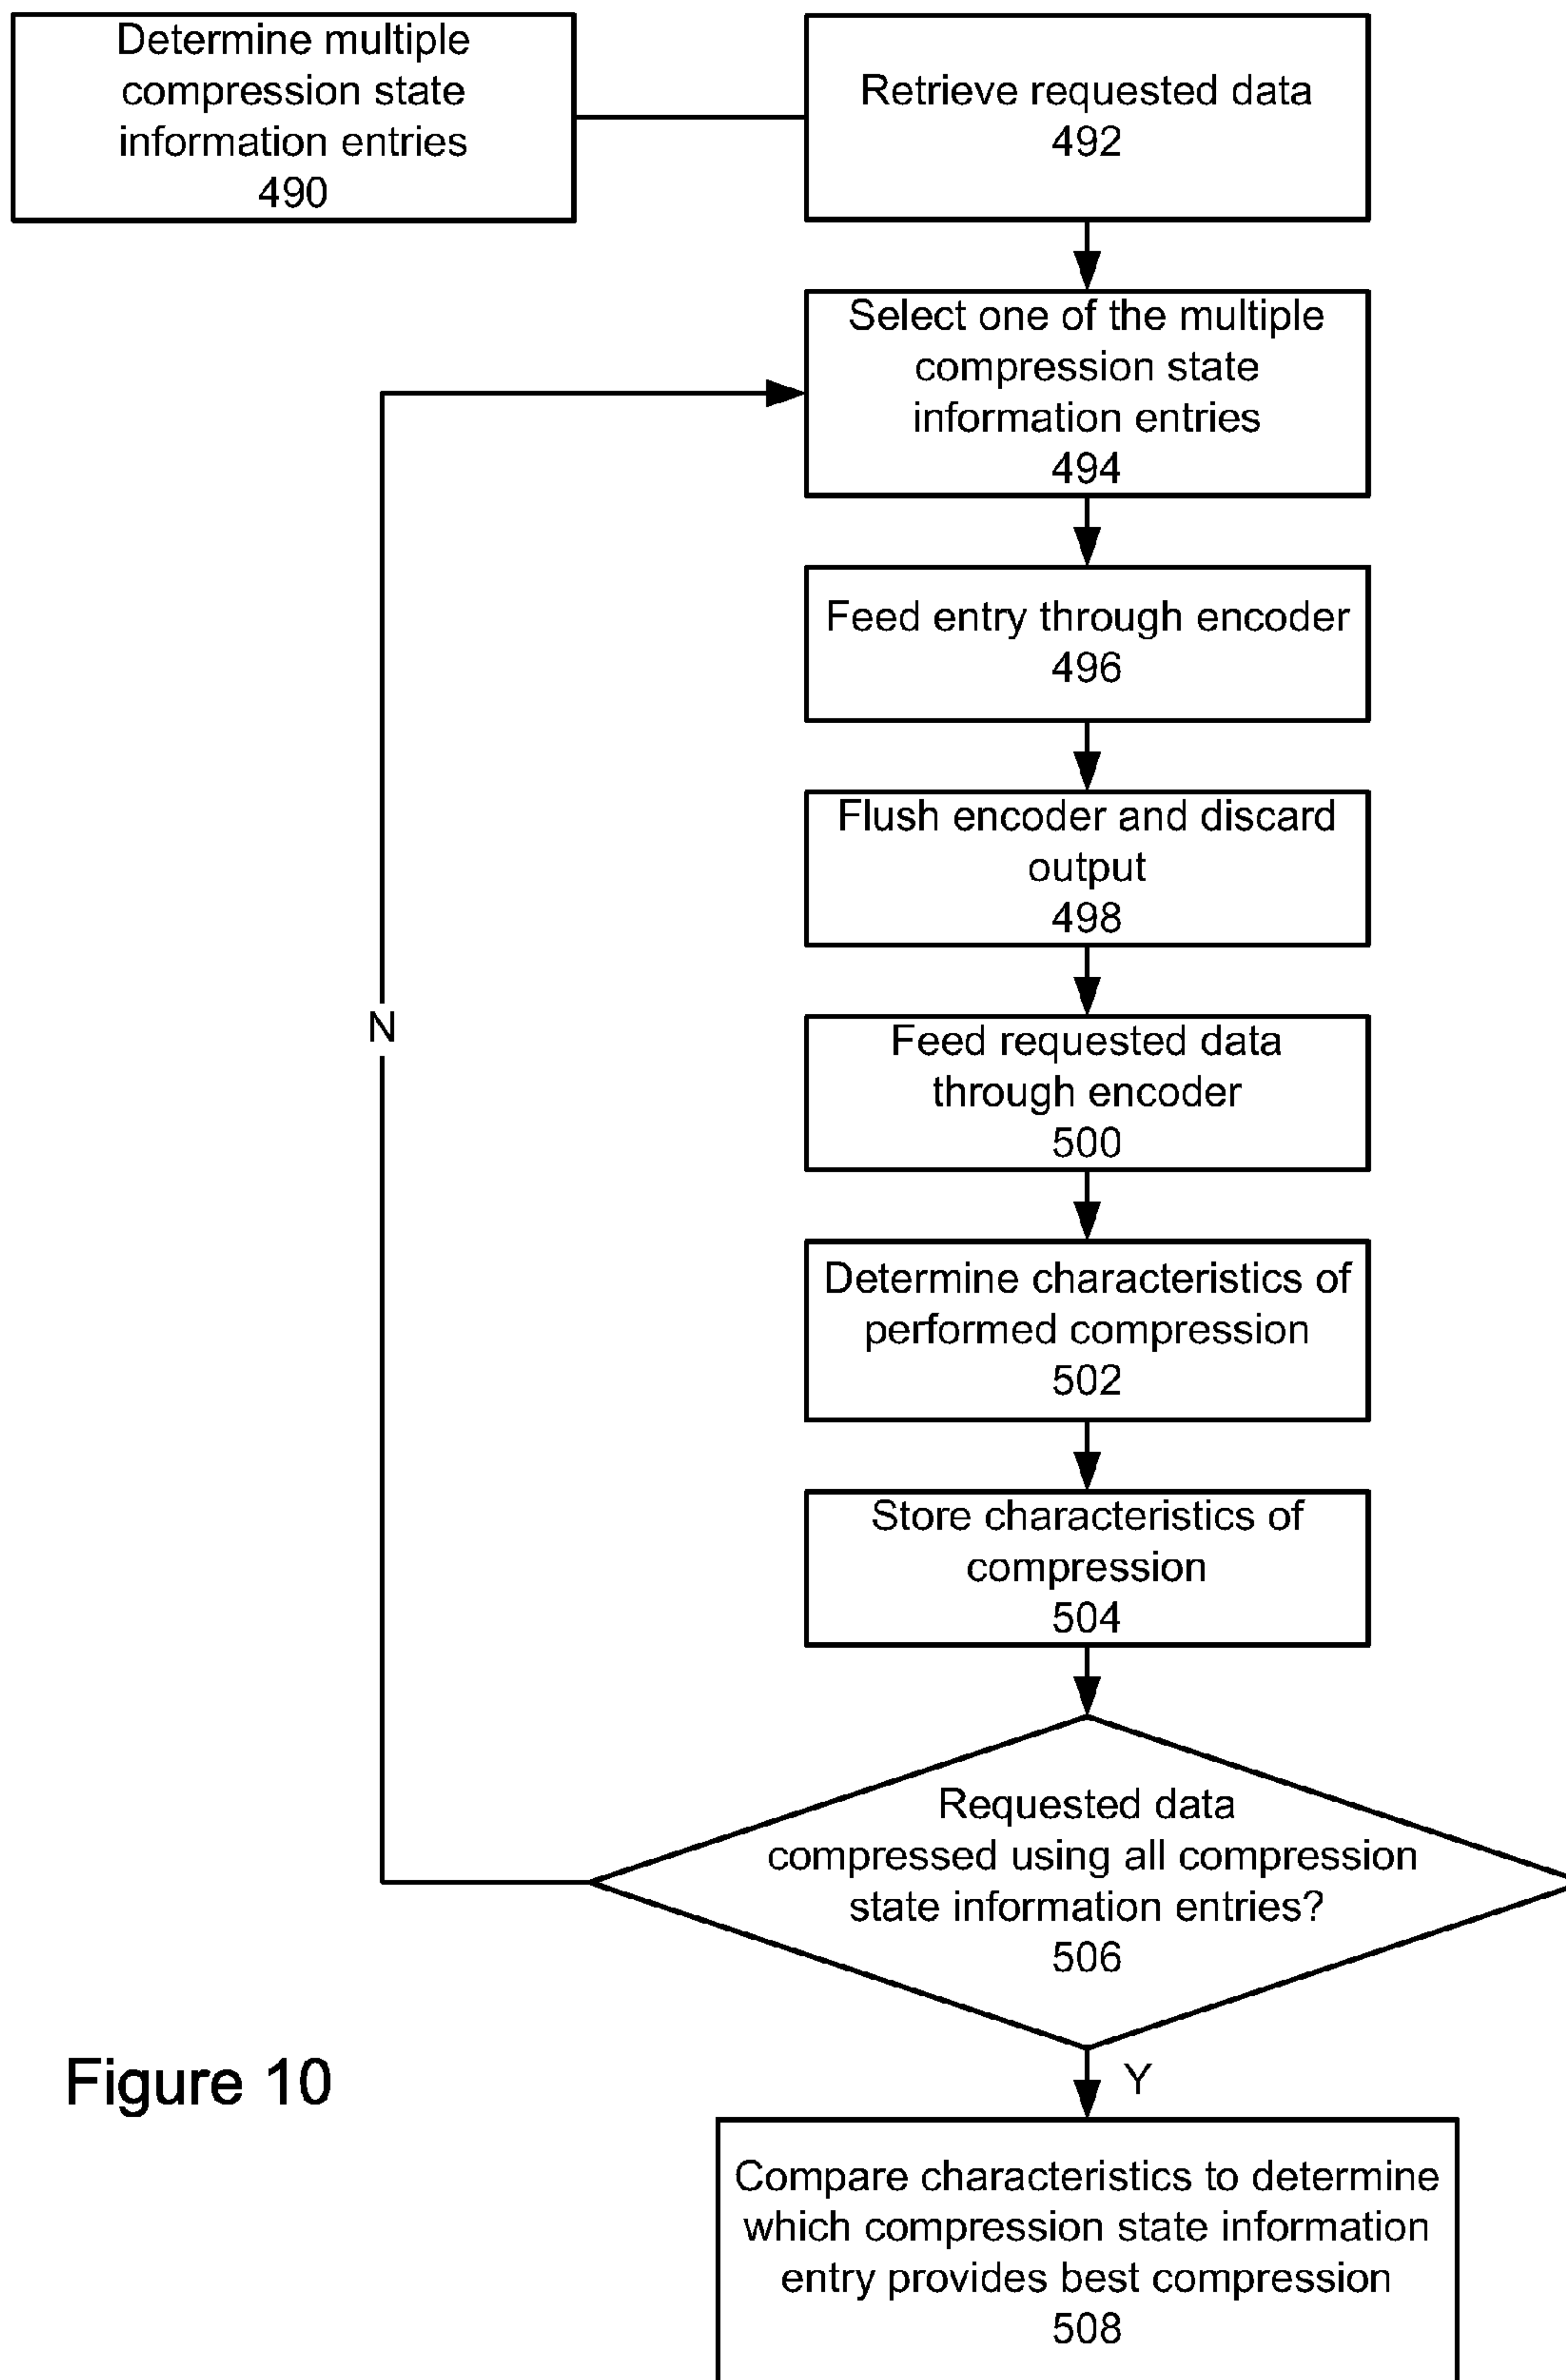 Determine multiple
compression state
information entries
490
Retrieve requested data
492
Select one of the multiple
compression state
information entries
494
Feed entry through encoder
496
Flush encoder and discard
output
498
Feed requested data
through encoder
500
N
Determine characteristics of
performed compression
502
Store characteristics of
compression
504
Requested data
compressed using all compression
state information entries?
506
Y
Figure 10
Compare characteristics to determine
which compression state information
entry provides best compression
508